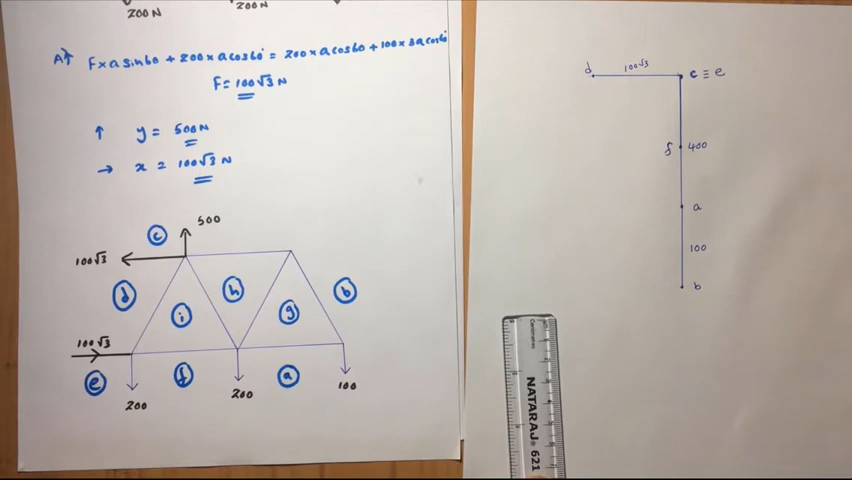 200 N
200 N
A↑ F × a sin60 + 200 × a cos60 = 200 × a cos60 + 100 × 3a cos60
F = 100√3 N
↑ y = 500 N
→ x = 100√3 N
500
c
100√3
d
h
b
i
g
100√3
e
f
a
200
200
100
d
100√3
c ≡ e
f
400
a
100
b
Centimetres
NATARAJ® 621